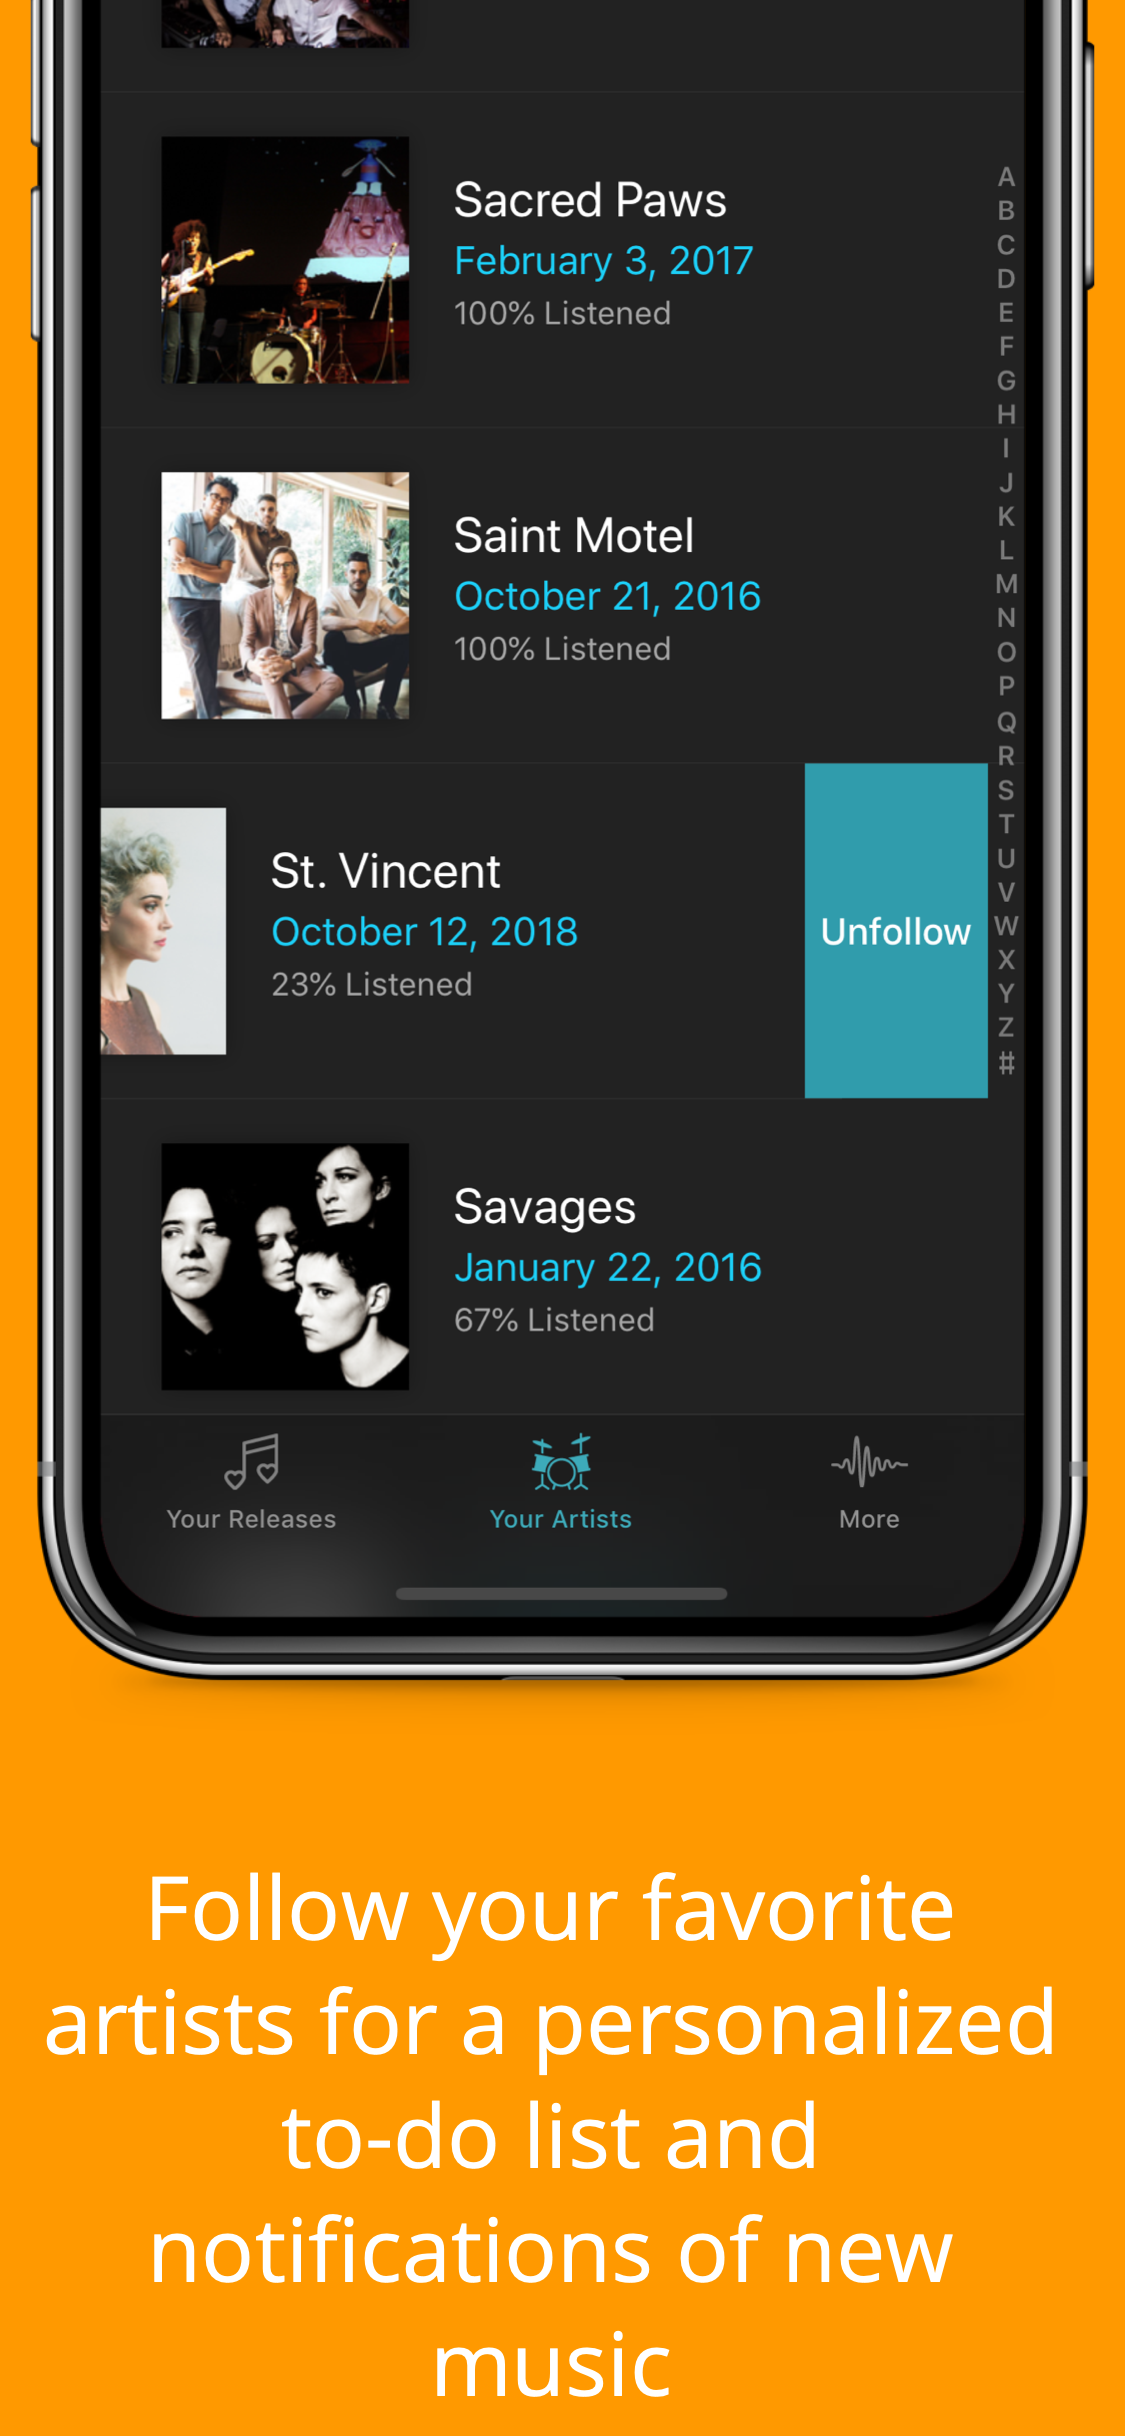 Sacred Paws
February 3, 2017
100% Listened
Saint Motel
October 21, 2016
100% Listened
St. Vincent
October 12, 2018
23% Listened
Unfollow
Savages
January 22, 2016
67% Listened
A
B
C
D
E
F
G
H
I
J
K
L
M
N
O
P
Q
R
S
T
U
V
W
X
Y
Z
#
Your Releases
Your Artists
More
Follow your favorite
artists for a personalized
to-do list and
notifications of new
music